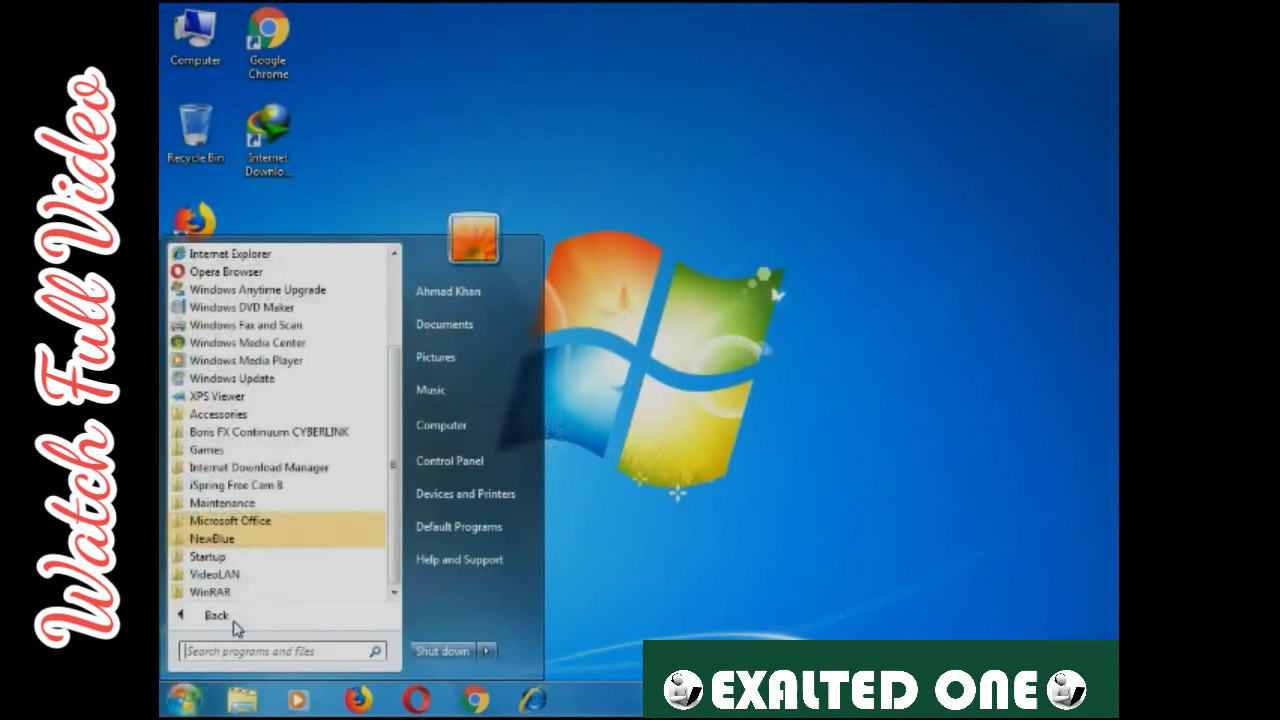 Watch Full Video
Computer
Google
Chrome
Recycle Bin
Internet
Downlo...
Internet Explorer
Opera Browser
Windows Anytime Upgrade
Windows DVD Maker
Windows Fax and Scan
Windows Media Center
Windows Media Player
Windows Update
XPS Viewer
Accessories
Boris FX Continuum CYBERLINK
Games
Internet Download Manager
iSpring Free Cam 8
Maintenance
Microsoft Office
NewBlue
Startup
VideoLAN
WinRAR
Back
Search programs and files
Ahmad Khan
Documents
Pictures
Music
Computer
Control Panel
Devices and Printers
Default Programs
Help and Support
Shut down
EXALTED ONE